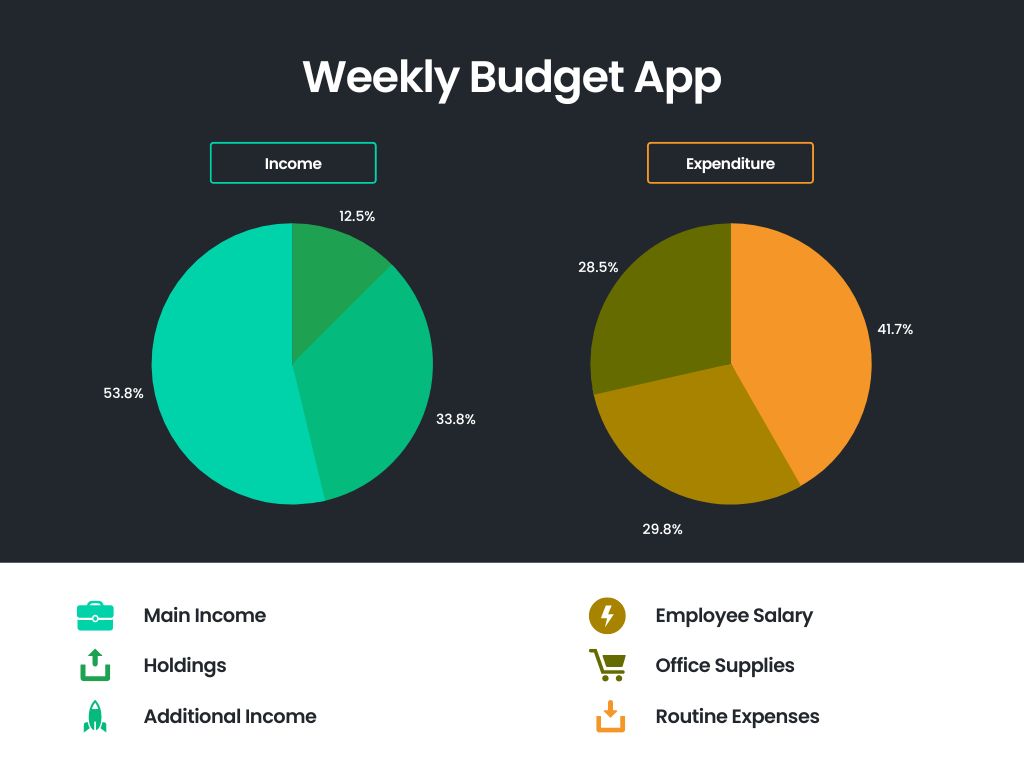 Weekly Budget App
Income
Expenditure
12.5%
33.8%
53.8%
28.5%
41.7%
29.8%
Main Income
Holdings
Additional Income
Employee Salary
Office Supplies
Routine Expenses